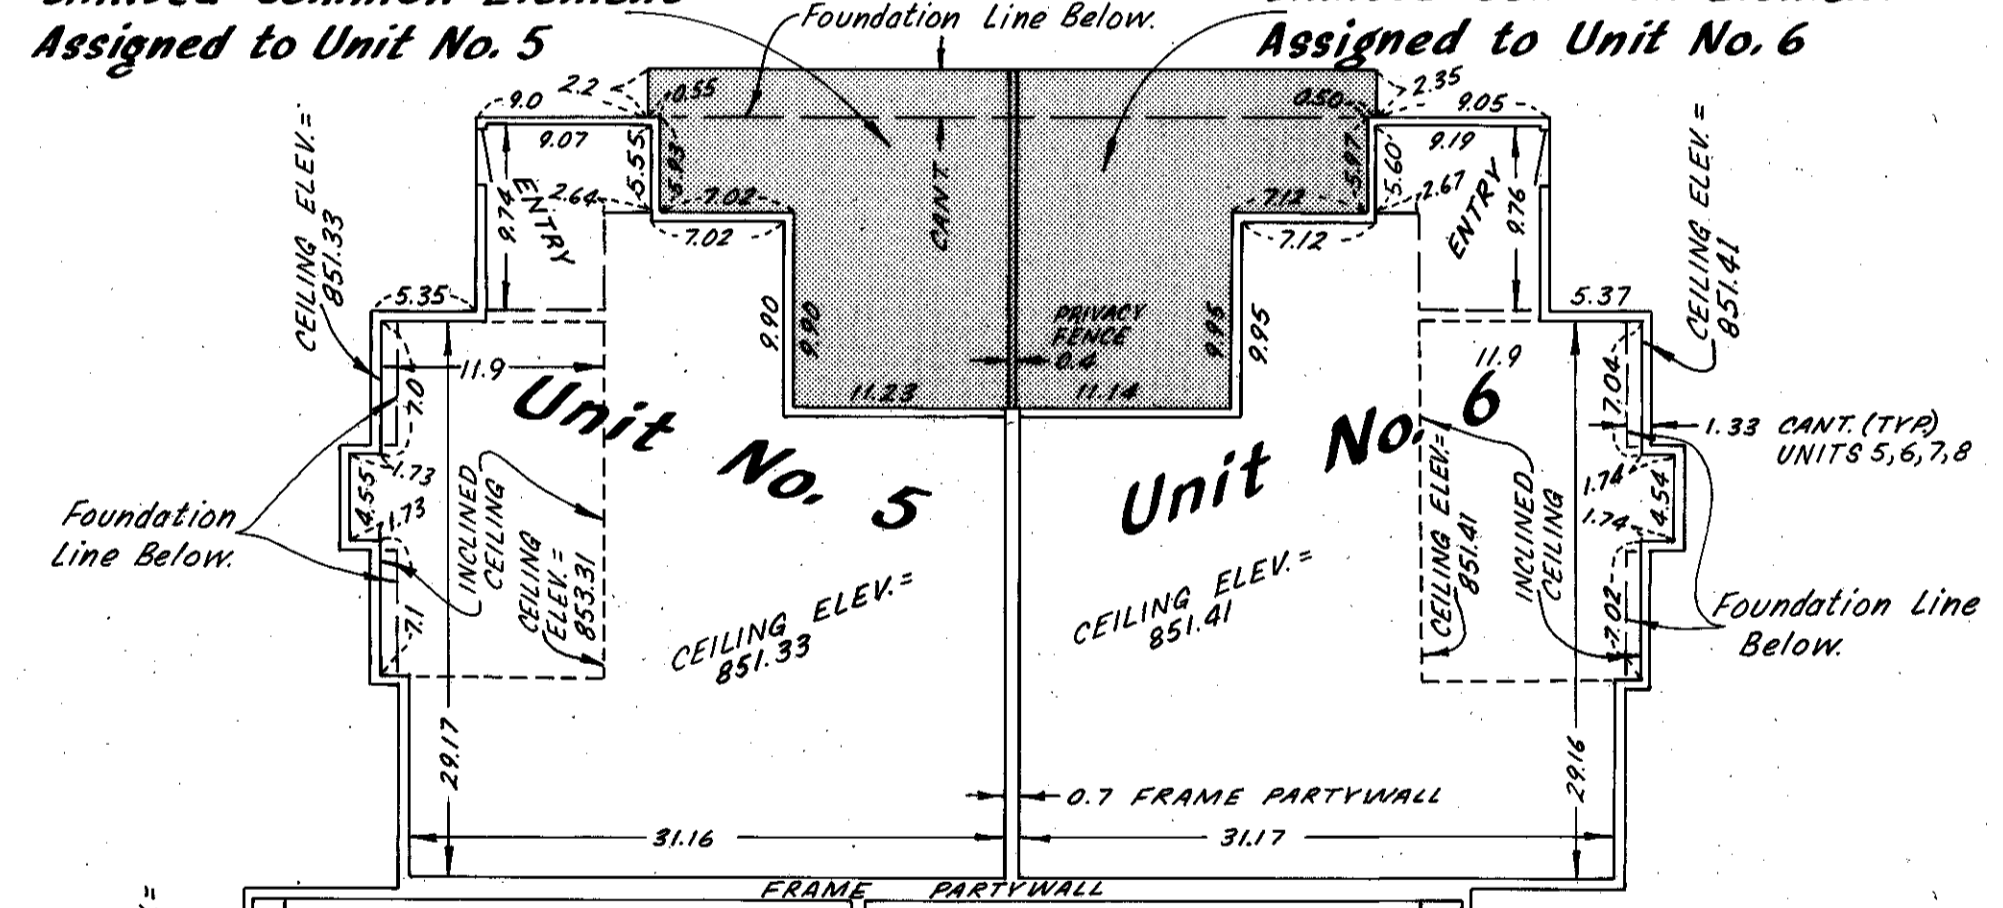 Assigned to Unit No. 5
Foundation Line Below.
Assigned to Unit No. 6
2.2
9.0
0.55
0.50
2.35
9.05
9.07
5.55
5.93
9.19
5.60
5.97
CEILING ELEV. =
851.33
9.74
ENTRY
2.64
7.02
7.02
CANT.
7.12
7.12
2.67
ENTRY
9.76
CEILING ELEV. =
851.41
5.35
9.90
9.90
PRIVACY
FENCE
0.4
9.95
9.95
5.37
11.9
7.0
11.23
11.14
11.9
7.04
Unit No. 5
Unit No. 6
1.33 CANT. (TYP.)
UNITS 5,6,7,8
1.73
4.55
1.73
INCLINED
CEILING
CEILING
ELEV. =
853.31
CEILING ELEV. =
851.41
INCLINED
CEILING
1.74
4.54
1.74
Foundation
Line Below.
7.1
CEILING ELEV. =
851.33
CEILING ELEV. =
851.41
7.02
Foundation Line
Below.
29.17
29.16
0.7 FRAME PARTYWALL
31.16
31.17
FRAME PARTYWALL